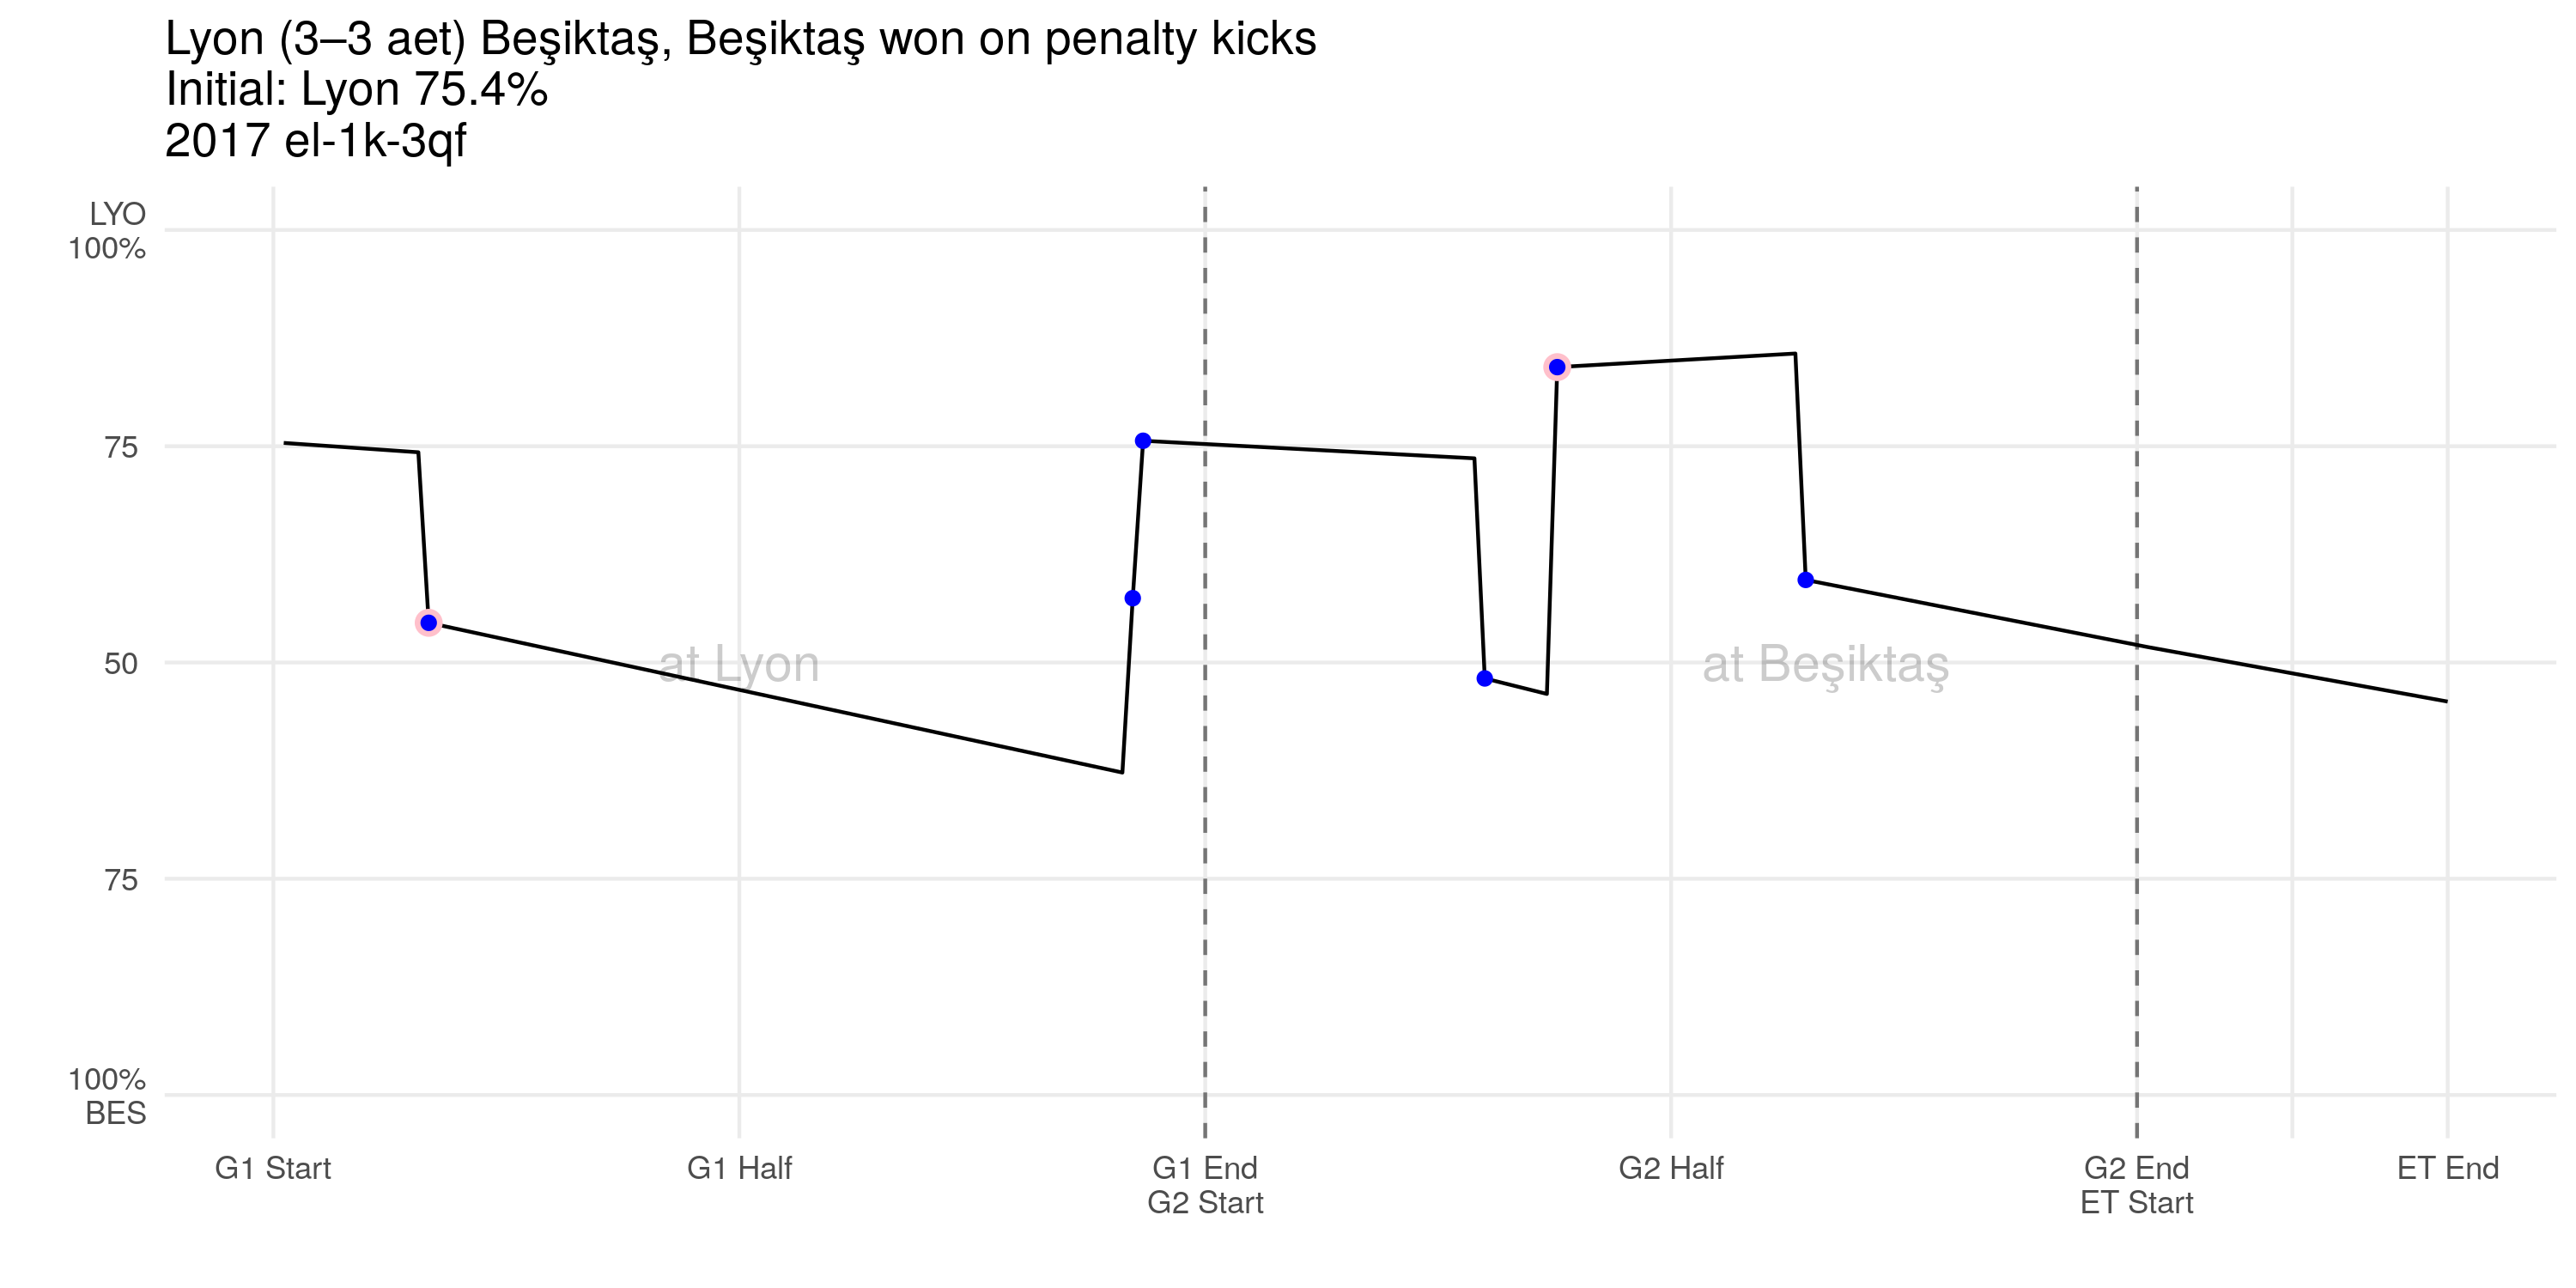 Lyon (3–3 aet) Beşiktaş, Beşiktaş won on penalty kicks
Initial: Lyon 75.4%
2017 el-1k-3qf
LYO
100%
75
50
75
100%
BES
at Lyon
at Beşiktaş
G1 Start
G1 Half
G1 End
G2 Start
G2 Half
G2 End
ET Start
ET End